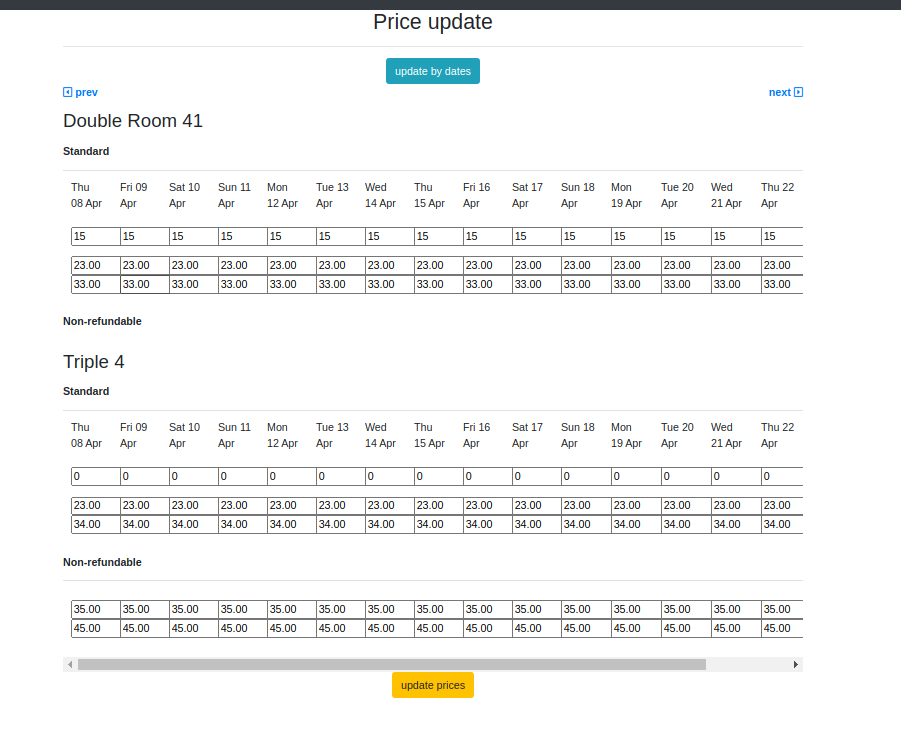 Price update
update by dates
prev next
Double Room 41
Standard
Thu Fri 09 Sat 10 Sun 11 Mon Tue 13 Wed Thu Fri 16 Sat 17 Sun 18 Mon Tue 20 Wed Thu 22
08 Apr Apr Apr Apr 12 Apr Apr 14 Apr 15 Apr Apr Apr Apr 19 Apr Apr 21 Apr Apr
15 15 15 15 15 15 15 15 15 15 15 15 15 15 15
23.00 23.00 23.00 23.00 23.00 23.00 23.00 23.00 23.00 23.00 23.00 23.00 23.00 23.00 23.00
33.00 33.00 33.00 33.00 33.00 33.00 33.00 33.00 33.00 33.00 33.00 33.00 33.00 33.00 33.00
Non-refundable
Triple 4
Standard
Thu Fri 09 Sat 10 Sun 11 Mon Tue 13 Wed Thu Fri 16 Sat 17 Sun 18 Mon Tue 20 Wed Thu 22
08 Apr Apr Apr Apr 12 Apr Apr 14 Apr 15 Apr Apr Apr Apr 19 Apr Apr 21 Apr Apr
0 0 0 0 0 0 0 0 0 0 0 0 0 0 0
23.00 23.00 23.00 23.00 23.00 23.00 23.00 23.00 23.00 23.00 23.00 23.00 23.00 23.00 23.00
34.00 34.00 34.00 34.00 34.00 34.00 34.00 34.00 34.00 34.00 34.00 34.00 34.00 34.00 34.00
Non-refundable
35.00 35.00 35.00 35.00 35.00 35.00 35.00 35.00 35.00 35.00 35.00 35.00 35.00 35.00 35.00
45.00 45.00 45.00 45.00 45.00 45.00 45.00 45.00 45.00 45.00 45.00 45.00 45.00 45.00 45.00
update prices